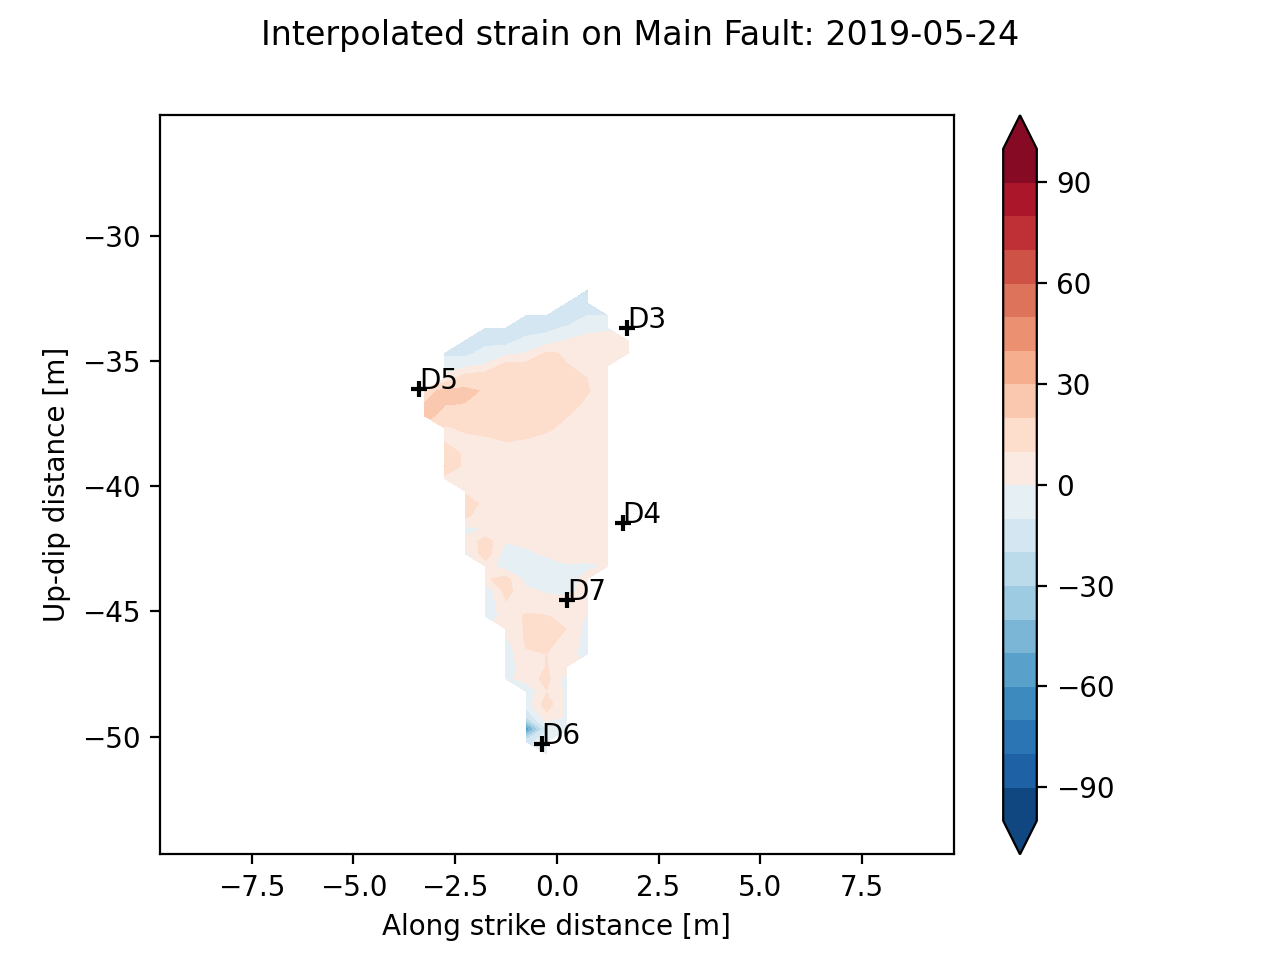 Interpolated strain on Main Fault: 2019-05-24
−30
−35
−40
−45
−50
Up-dip distance [m]
D3
D5
D4
D7
D6
−7.5 −5.0 −2.5 0.0 2.5 5.0 7.5
Along strike distance [m]
90
60
30
0
−30
−60
−90